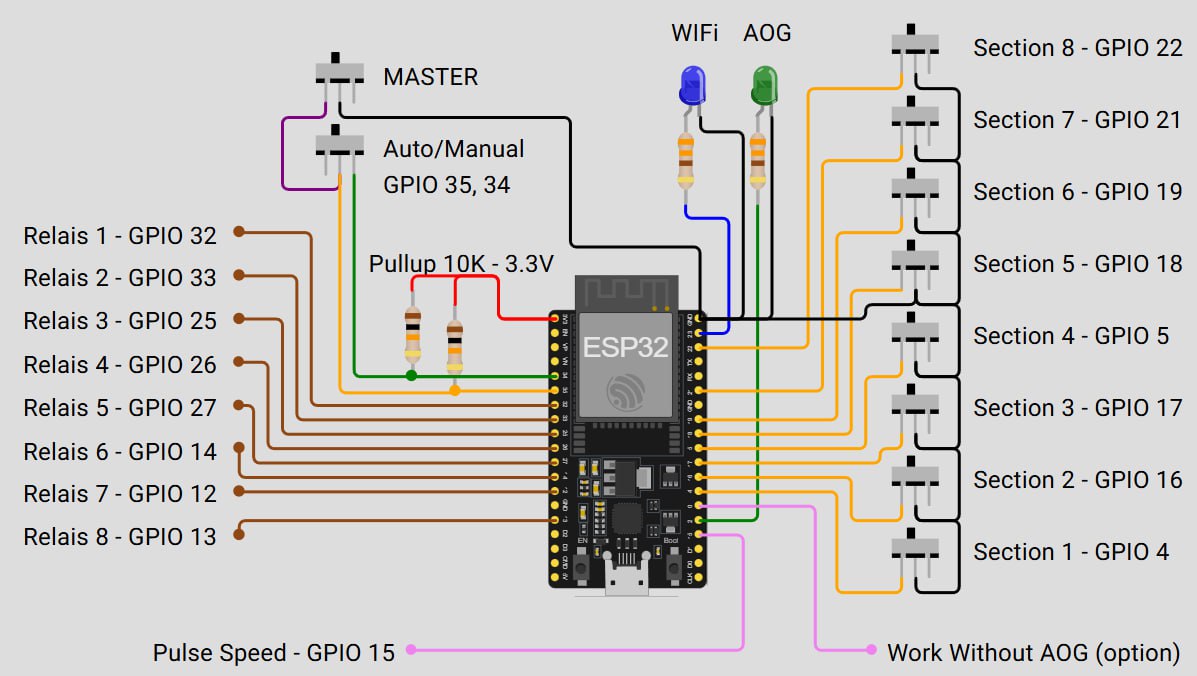 WIFi AOG
Section 8 - GPIO 22
MASTER
Section 7 - GPIO 21
Auto/Manual
GPIO 35, 34
Section 6 - GPIO 19
Relais 1 - GPIO 32
Pullup 10K - 3.3V
Section 5 - GPIO 18
Relais 2 - GPIO 33
Relais 3 - GPIO 25
ESP32
Section 4 - GPIO 5
Relais 4 - GPIO 26
Relais 5 - GPIO 27
Section 3 - GPIO 17
Relais 6 - GPIO 14
Relais 7 - GPIO 12
Section 2 - GPIO 16
Relais 8 - GPIO 13
EN
Boot
Section 1 - GPIO 4
Pulse Speed - GPIO 15
Work Without AOG (option)